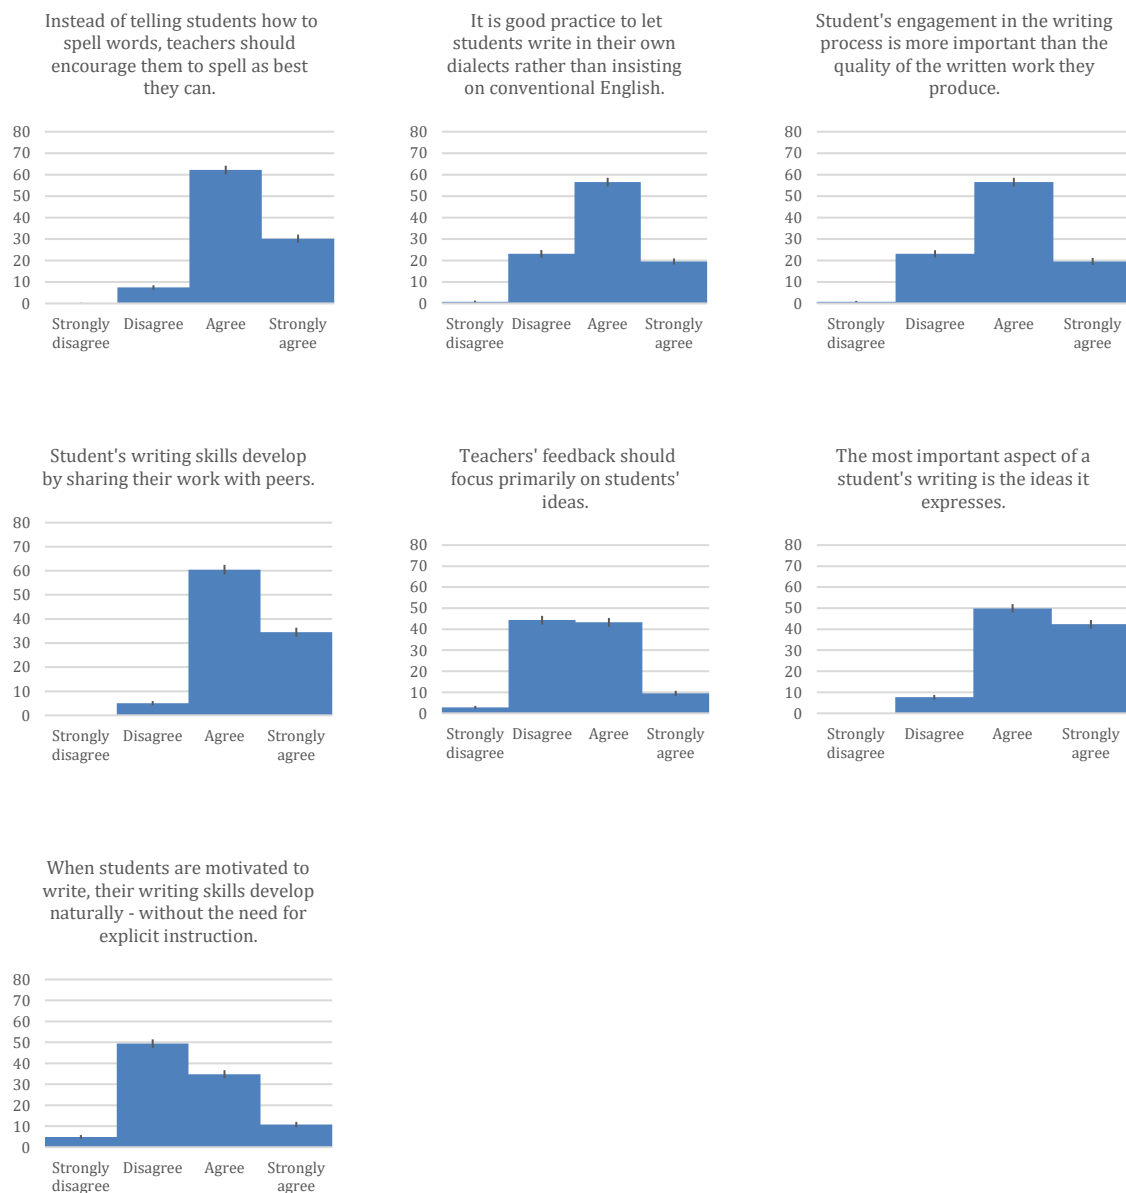 Instead of telling students how to
spell words, teachers should
encourage them to spell as best
they can.
80
70
60
50
40
30
20
10
0
Strongly disagree
Disagree
Agree
Strongly agree
It is good practice to let
students write in their own
dialects rather than insisting
on conventional English.
80
70
60
50
40
30
20
10
0
Strongly disagree
Disagree
Agree
Strongly agree
Student's engagement in the writing
process is more important than the
quality of the written work they
produce.
80
70
60
50
40
30
20
10
0
Strongly disagree
Disagree
Agree
Strongly agree
Student's writing skills develop
by sharing their work with peers.
80
70
60
50
40
30
20
10
0
Strongly disagree
Disagree
Agree
Strongly agree
Teachers' feedback should
focus primarily on students'
ideas.
80
70
60
50
40
30
20
10
0
Strongly disagree
Disagree
Agree
Strongly agree
The most important aspect of a
student's writing is the ideas it
expresses.
80
70
60
50
40
30
20
10
0
Strongly disagree
Disagree
Agree
Strongly agree
When students are motivated to
write, their writing skills develop
naturally - without the need for
explicit instruction.
80
70
60
50
40
30
20
10
0
Strongly disagree
Disagree
Agree
Strongly agree